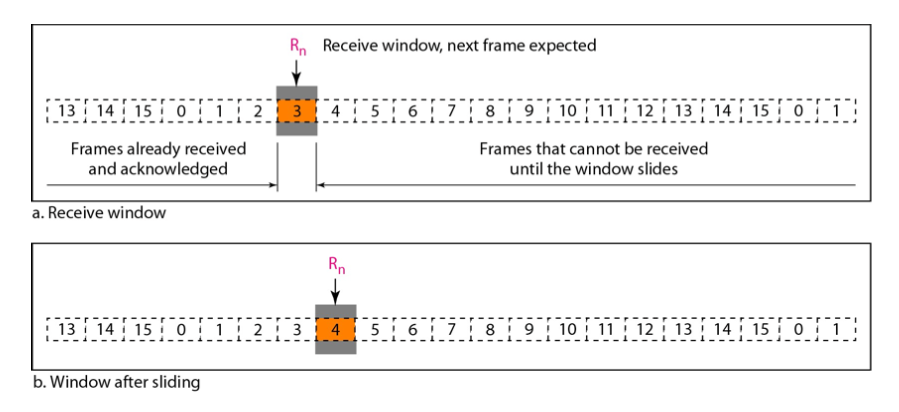 Rn Receive window, next frame expected
13 14 15 0 1 2 3 4 5 6 7 8 9 10 11 12 13 14 15 0 1
Frames already received
and acknowledged
Frames that cannot be received
until the window slides
a. Receive window
Rn
13 14 15 0 1 2 3 4 5 6 7 8 9 10 11 12 13 14 15 0 1
b. Window after sliding